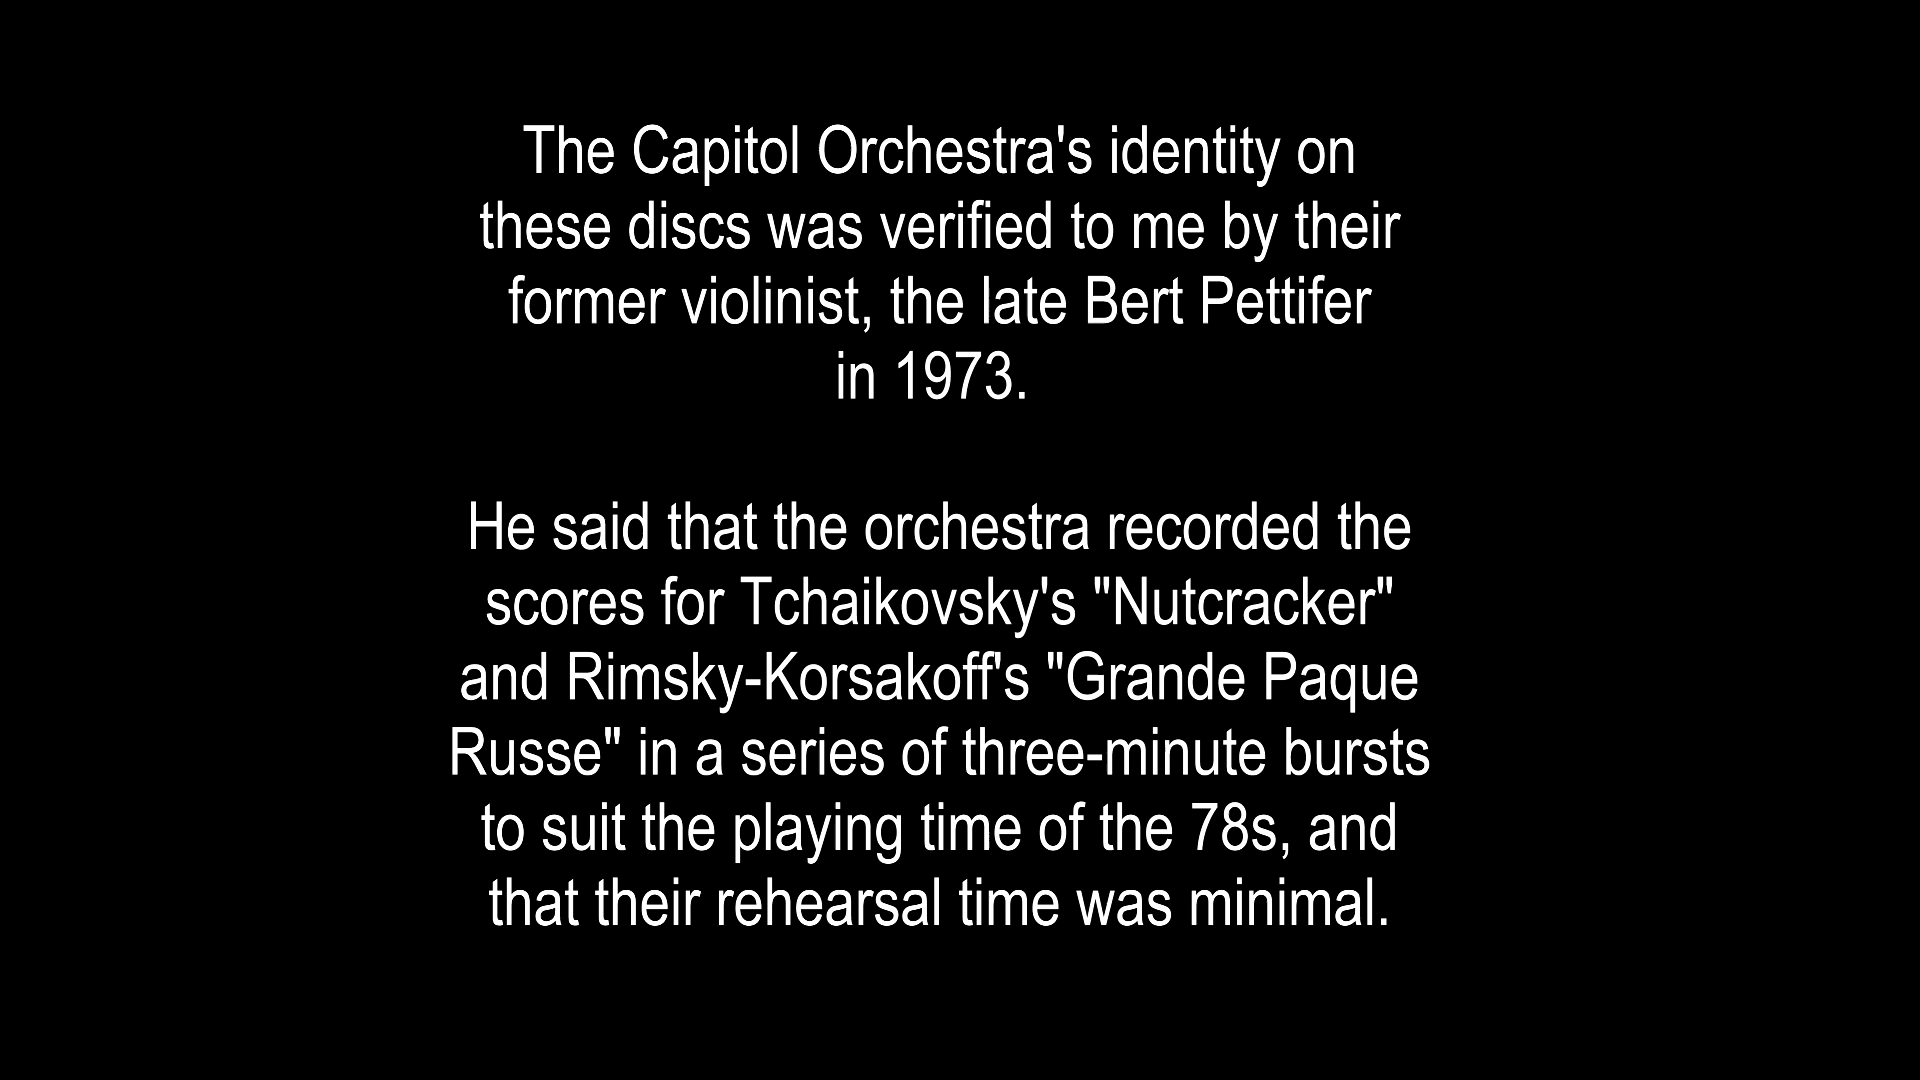 The Capitol Orchestra's identity on
these discs was verified to me by their
former violinist, the late Bert Pettifer
in 1973.
He said that the orchestra recorded the
scores for Tchaikovsky's "Nutcracker"
and Rimsky-Korsakoff's "Grande Paque
Russe" in a series of three-minute bursts
to suit the playing time of the 78s, and
that their rehearsal time was minimal.